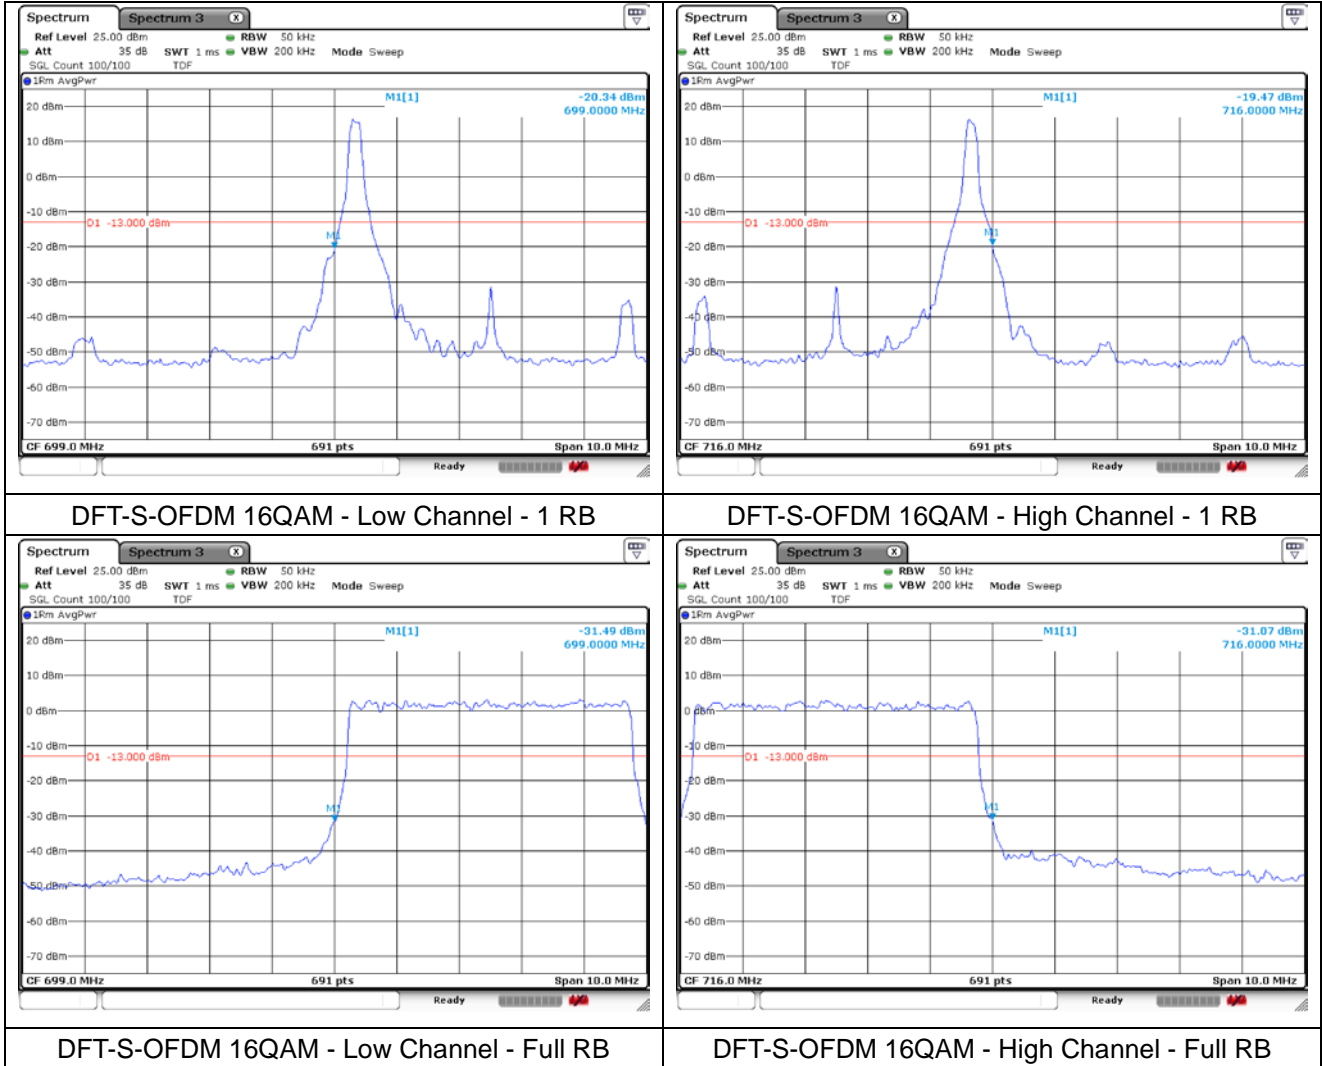 Spectrum Spectrum 3 X
Ref Level 25.00 dBm RBW 50 kHz
Att 35 dB SWT 1 ms VBW 200 kHz Mode Sweep
SGL Count 100/100 TDF
1Rm AvgPwr
M1[1] -20.34 dBm
699.0000 MHz
20 dBm
10 dBm
0 dBm
-10 dBm
D1 -13.000 dBm
M1
-20 dBm
-30 dBm
-40 dBm
-50 dBm
-60 dBm
-70 dBm
CF 699.0 MHz 691 pts Span 10.0 MHz
Ready
DFT-S-OFDM 16QAM - Low Channel - 1 RB
Spectrum Spectrum 3 X
Ref Level 25.00 dBm RBW 50 kHz
Att 35 dB SWT 1 ms VBW 200 kHz Mode Sweep
SGL Count 100/100 TDF
1Rm AvgPwr
M1[1] -19.47 dBm
716.0000 MHz
20 dBm
10 dBm
0 dBm
-10 dBm
D1 -13.000 dBm
M1
-20 dBm
-30 dBm
-40 dBm
-50 dBm
-60 dBm
-70 dBm
CF 716.0 MHz 691 pts Span 10.0 MHz
Ready
DFT-S-OFDM 16QAM - High Channel - 1 RB
Spectrum Spectrum 3 X
Ref Level 25.00 dBm RBW 50 kHz
Att 35 dB SWT 1 ms VBW 200 kHz Mode Sweep
SGL Count 100/100 TDF
1Rm AvgPwr
M1[1] -31.49 dBm
699.0000 MHz
20 dBm
10 dBm
0 dBm
-10 dBm
D1 -13.000 dBm
-20 dBm
M1
-30 dBm
-40 dBm
-50 dBm
-60 dBm
-70 dBm
CF 699.0 MHz 691 pts Span 10.0 MHz
Ready
DFT-S-OFDM 16QAM - Low Channel - Full RB
Spectrum Spectrum 3 X
Ref Level 25.00 dBm RBW 50 kHz
Att 35 dB SWT 1 ms VBW 200 kHz Mode Sweep
SGL Count 100/100 TDF
1Rm AvgPwr
M1[1] -31.07 dBm
716.0000 MHz
20 dBm
10 dBm
0 dBm
-10 dBm
D1 -13.000 dBm
-20 dBm
M1
-30 dBm
-40 dBm
-50 dBm
-60 dBm
-70 dBm
CF 716.0 MHz 691 pts Span 10.0 MHz
Ready
DFT-S-OFDM 16QAM - High Channel - Full RB